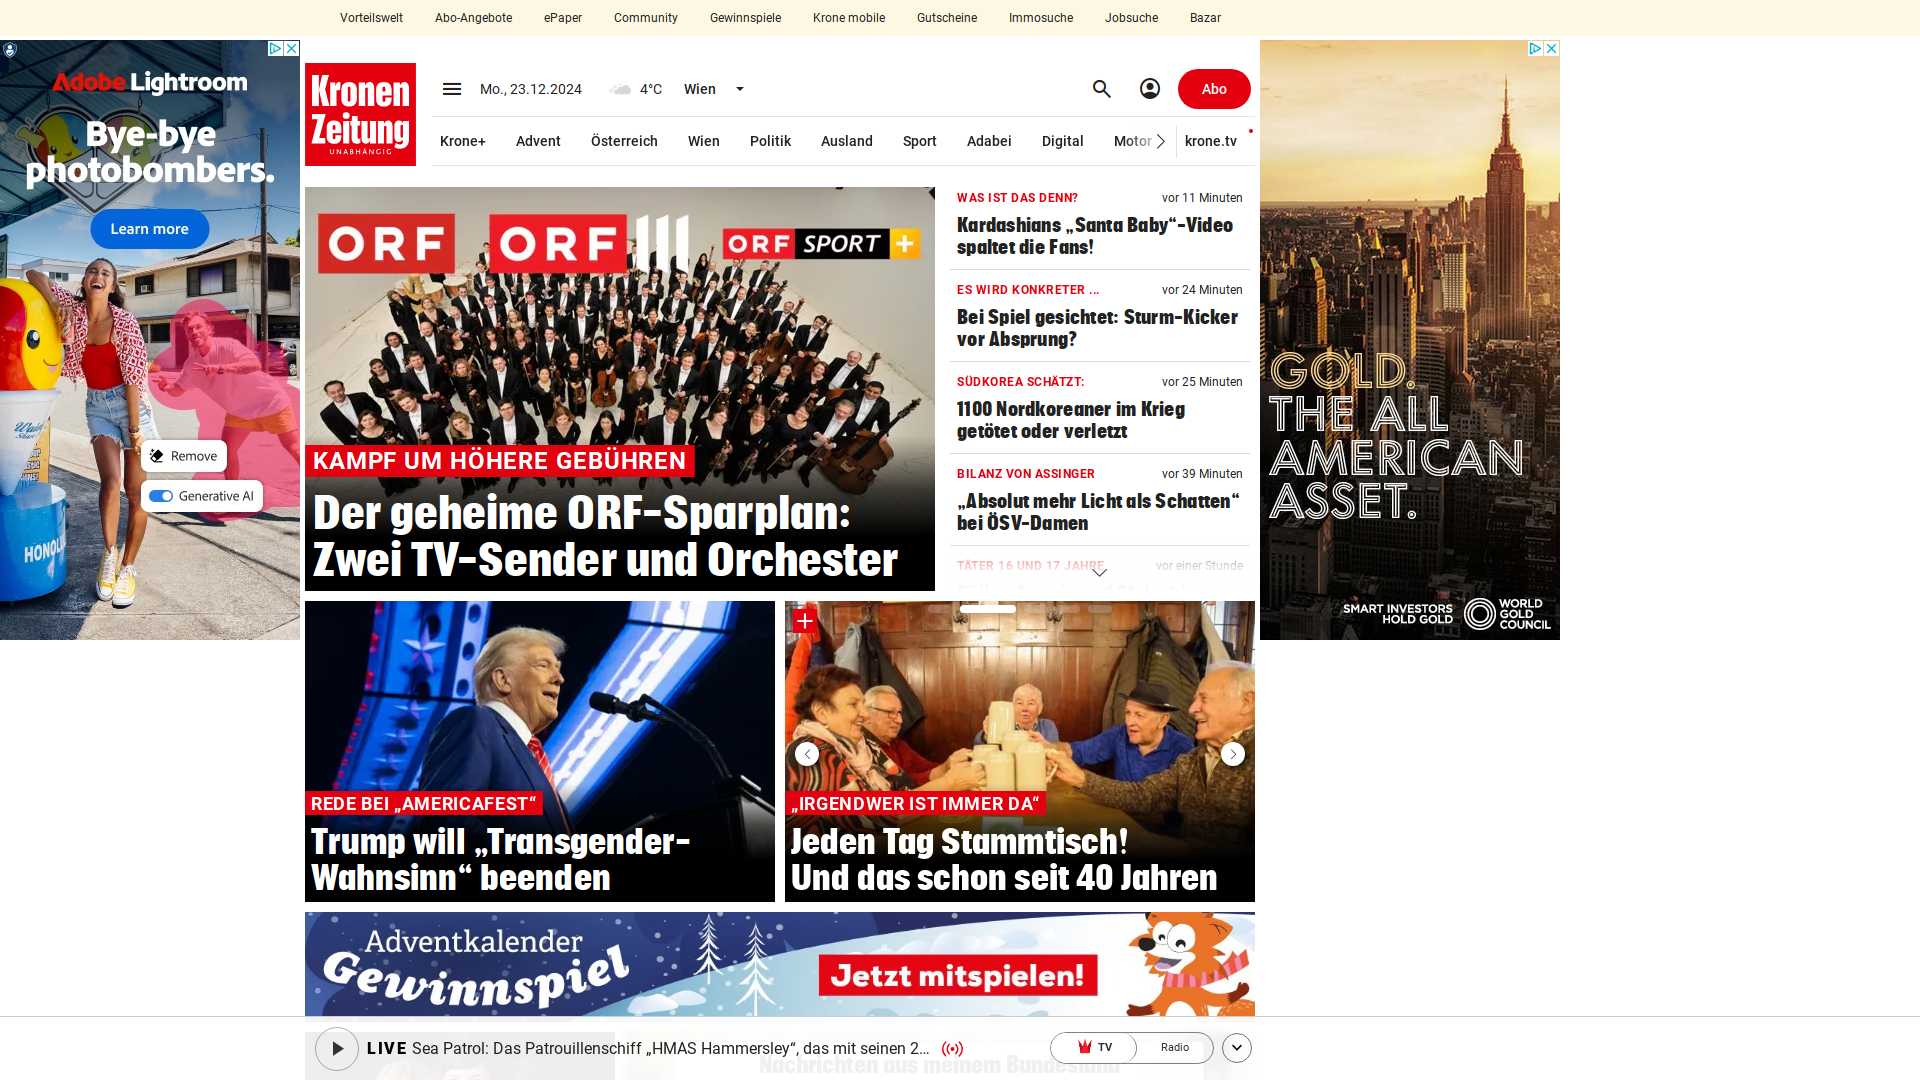 Vorteilswelt
Abo-Angebote
ePaper
Community
Gewinnspiele
Krone mobile
Gutscheine
Immosuche
Jobsuche
Bazar
Adobe Lightroom
Bye-bye
photobombers.
Learn more
Remove
Generative AI
Kronen
Zeitung
UNABHÄNGIG
Mo., 23.12.2024
4°C
Wien
Abo
Krone+
Advent
Österreich
Wien
Politik
Ausland
Sport
Adabei
Digital
Motor
krone.tv
ORF
ORF III
ORF SPORT +
KAMPF UM HÖHERE GEBÜHREN
Der geheime ORF-Sparplan:
Zwei TV-Sender und Orchester
WAS IST DAS DENN?
vor 11 Minuten
Kardashians „Santa Baby“-Video
spaltet die Fans!
ES WIRD KONKRETER ...
vor 24 Minuten
Bei Spiel gesichtet: Sturm-Kicker
vor Absprung?
SÜDKOREA SCHÄTZT:
vor 25 Minuten
1100 Nordkoreaner im Krieg
getötet oder verletzt
BILANZ VON ASSINGER
vor 39 Minuten
„Absolut mehr Licht als Schatten“
bei ÖSV-Damen
TÄTER 16 UND 17 JAHRE
vor einer Stunde
GOLD.
THE ALL
AMERICAN
ASSET.
SMART INVESTORS
HOLD GOLD
WORLD
GOLD
COUNCIL
REDE BEI „AMERICAFEST“
Trump will „Transgender-
Wahnsinn“ beenden
„IRGENDWER IST IMMER DA“
Jeden Tag Stammtisch!
Und das schon seit 40 Jahren
Adventkalender
Gewinnspiel
Jetzt mitspielen!
LIVE Sea Patrol: Das Patrouillenschiff „HMAS Hammersley“, das mit seinen 2...
TV
Radio
Nachrichten aus meinem Bundesland